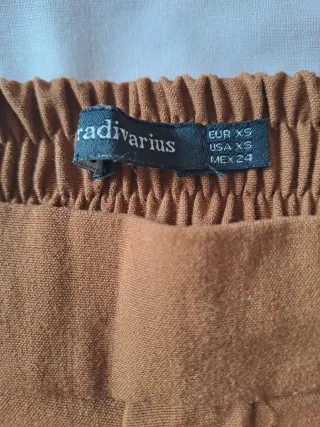 radivarius
EUR XS
USA XS
MEX 24